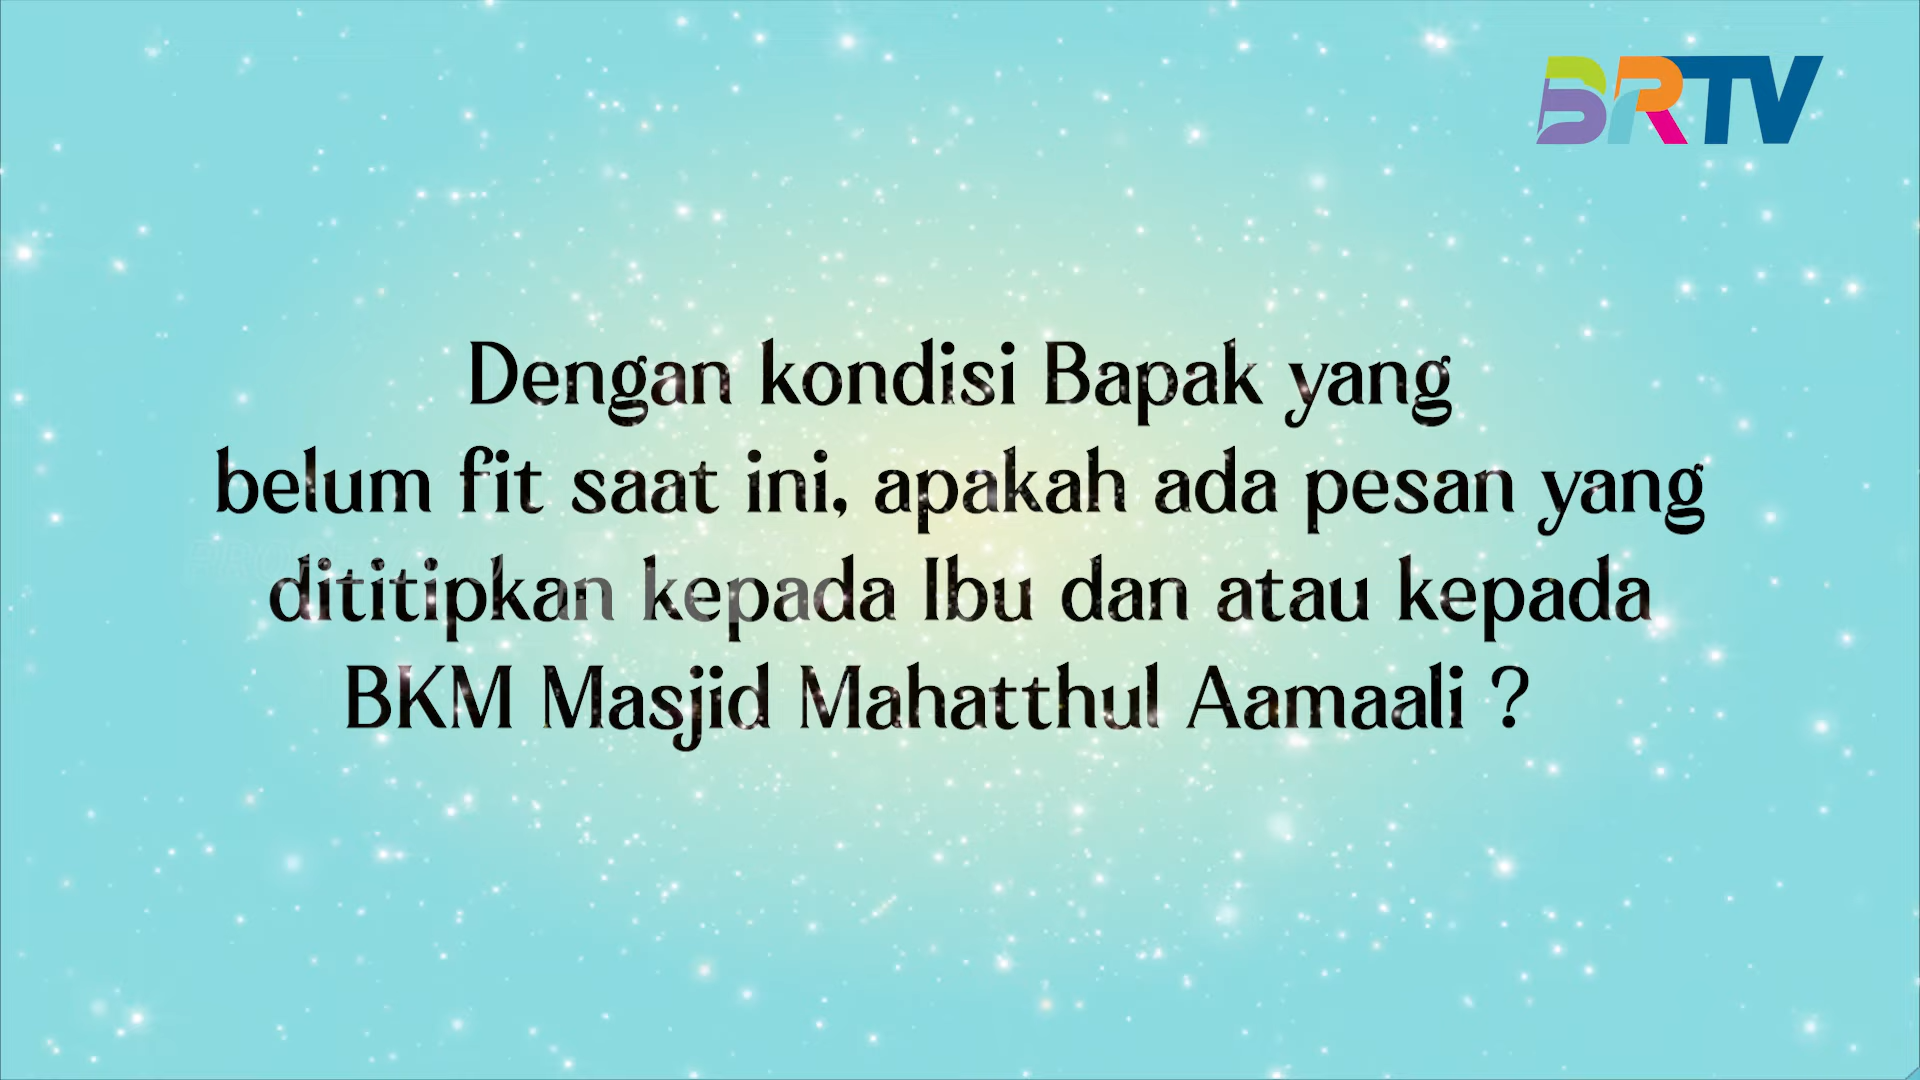 BRTV
Dengan kondisi Bapak yang
belum fit saat ini, apakah ada pesan yang
dititipkan kepada Ibu dan atau kepada
BKM Masjid Mahatthul Aamaali ?